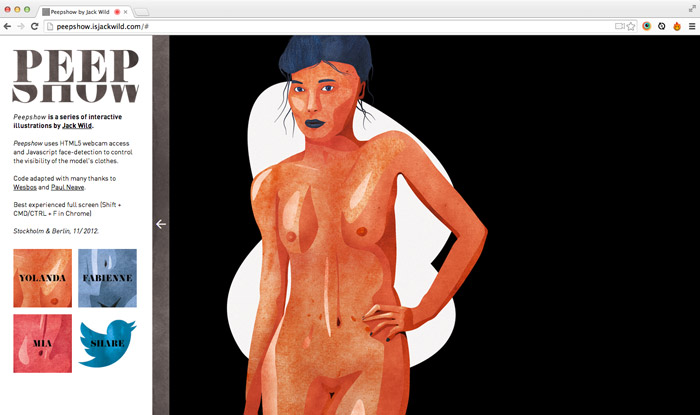 Peepshow by Jack Wild
peepshow.isjackwild.com/#
PEEP
SHOW
Peepshow is a series of interactive
illustrations by Jack Wild.
Peepshow uses HTML5 webcam access
and Javascript face-detection to control
the visibility of the model's clothes.
Code adapted with many thanks to
Wesbos and Paul Neave.
Best experienced full screen (Shift +
CMD/CTRL + F in Chrome)
Stockholm & Berlin, 11/2012.
YOLANDA
FABIENNE
MIA
SHARE